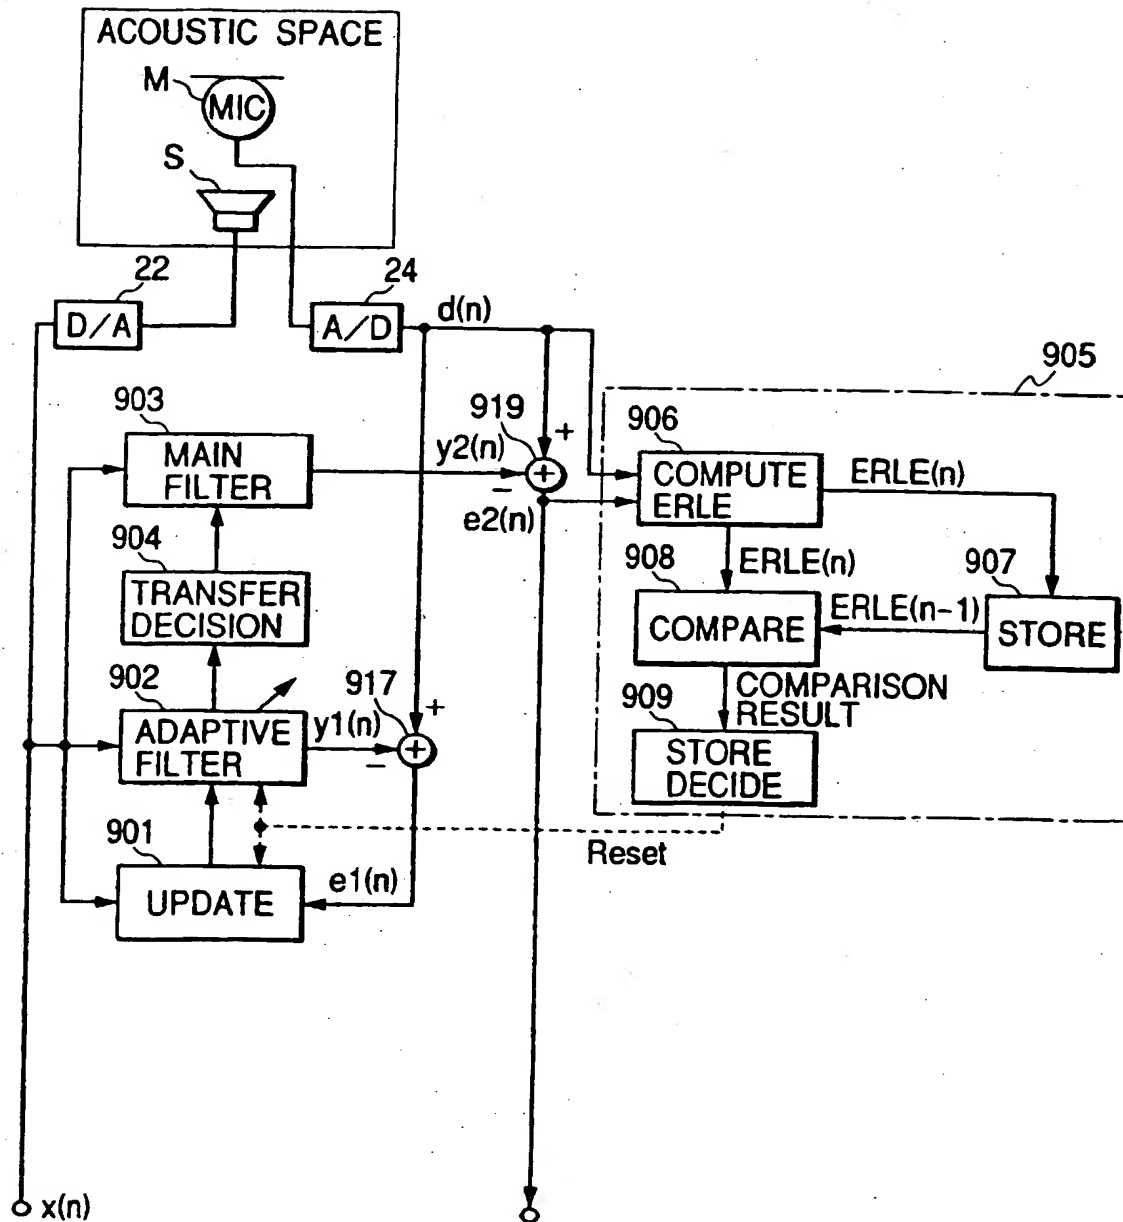 ACOUSTIC SPACE
M
MIC
S
22
24
D/A
A/D
d(n)
905
903
919
+
906
MAIN
FILTER
y2(n)
+
−
COMPUTE
ERLE
ERLE(n)
e2(n)
904
908
ERLE(n)
907
TRANSFER
DECISION
COMPARE
ERLE(n-1)
STORE
902
917
+
COMPARISON
RESULT
909
ADAPTIVE
FILTER
y1(n)
+
−
STORE
DECIDE
901
Reset
UPDATE
e1(n)
x(n)